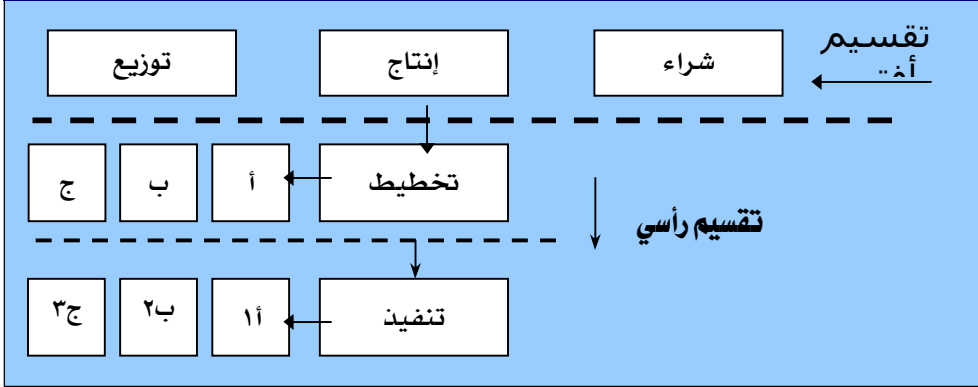 تقسيم
شراء
إنتاج
توزيع
تخطيط
أ
ب
ج
تقسيم رأسي
تنفيذ
أ١
ب٢
ج٣